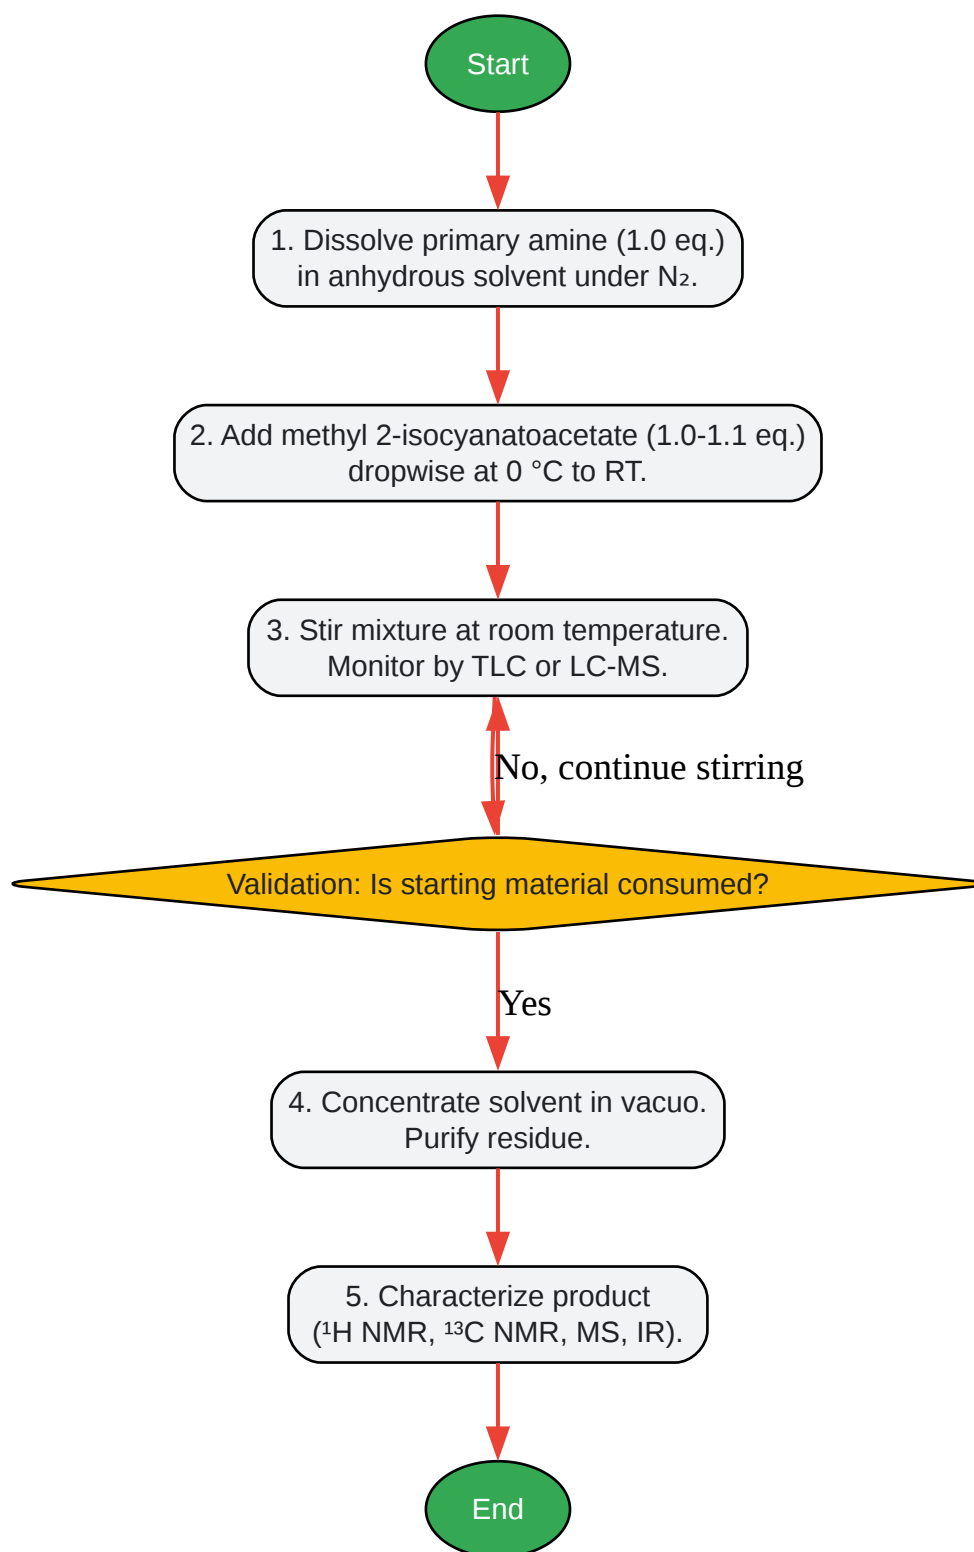 Start
1. Dissolve primary amine (1.0 eq.)
in anhydrous solvent under N₂.
2. Add methyl 2-isocyanatoacetate (1.0-1.1 eq.)
dropwise at 0 °C to RT.
3. Stir mixture at room temperature.
Monitor by TLC or LC-MS.
No, continue stirring
Validation: Is starting material consumed?
Yes
4. Concentrate solvent in vacuo.
Purify residue.
5. Characterize product
(¹H NMR, ¹³C NMR, MS, IR).
End